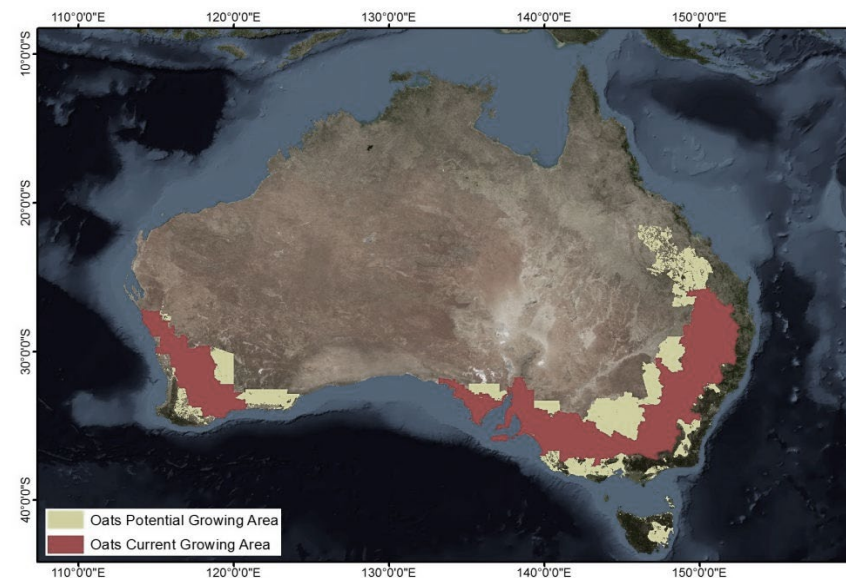 110°0'0"E 120°0'0"E 130°0'0"E 140°0'0"E 150°0'0"E
10°0'0"S
20°0'0"S
30°0'0"S
40°0'0"S
Oats Potential Growing Area
Oats Current Growing Area
110°0'0"E 120°0'0"E 130°0'0"E 140°0'0"E 150°0'0"E